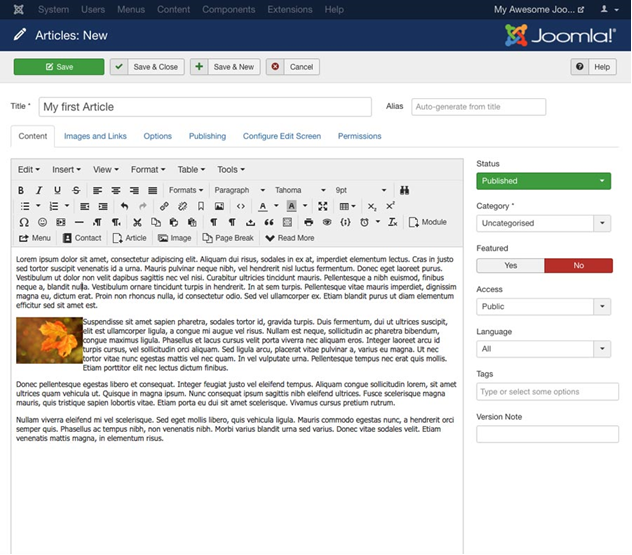 System Users Menus Content Components Extensions Help My Awesome Joo...
Articles: New Joomla!®
Save Save & Close Save & New Cancel ? Help
Title * My first Article Alias Auto-generate from title
Content Images and Links Options Publishing Configure Edit Screen Permissions
Edit Insert View Format Table Tools
B I U S Formats Paragraph Tahoma 9pt
A A X₂ X²
Ω ¶ ¶ Module
Menu Contact Article Image Page Break Read More
Lorem ipsum dolor sit amet, consectetur adipiscing elit. Aliquam dui risus, sodales in ex at, imperdiet elementum lectus. Cras in justo
sed tortor suscipit venenatis id a urna. Mauris pulvinar neque nibh, vel hendrerit nisl luctus fermentum. Donec eget laoreet purus.
Vestibulum ut dolor non velit dapibus sagittis nec vel nisi. Curabitur ultricies tincidunt mauris. Pellentesque a nibh euismod, finibus
neque a, blandit nulla. Vestibulum ornare tincidunt turpis in hendrerit. In at sem turpis. Pellentesque vitae mauris imperdiet, dignissim
magna eu, dictum erat. Proin non rhoncus nulla, id consectetur odio. Sed vel ullamcorper ex. Etiam blandit purus ut diam elementum
efficitur sed sit amet est.
Suspendisse sit amet sapien pharetra, sodales tortor id, gravida turpis. Duis fermentum, dui ut ultrices suscipit,
elit est ullamcorper ligula, a congue mi augue vel risus. Nullam est neque, sollicitudin ac pharetra bibendum,
congue maximus ligula. Phasellus et lacus cursus velit porta viverra nec aliquam eros. Integer laoreet arcu id
turpis cursus, vel sollicitudin orci aliquam. Sed ligula arcu, placerat vitae pulvinar a, varius eu magna. Ut nec
tortor vitae nunc egestas mattis vel nec quam. In vel vulputate urna. Pellentesque tempus nec erat quis mollis.
Etiam porttitor elit nec lectus dictum finibus.
Donec pellentesque egestas libero et consequat. Integer feugiat justo vel eleifend tempus. Aliquam congue sollicitudin lorem, sit amet
ultrices quam vehicula ut. Quisque in magna ipsum. Nunc consequat ipsum sagittis nibh eleifend ultrices. Fusce scelerisque magna
mauris, quis tristique sapien lobortis vitae. Etiam porta eu dui sit amet scelerisque. Vivamus cursus pretium rutrum.
Nullam viverra eleifend mi vel scelerisque. Sed eget mollis libero, quis vehicula ligula. Mauris commodo egestas nunc, a hendrerit orci
semper quis. Phasellus ac tempus nibh, non venenatis nibh. Morbi varius blandit urna sed varius. Donec vitae sodales velit. Etiam
venenatis mattis magna, in elementum risus.
Status
Published
Category *
Uncategorised
Featured
Yes No
Access
Public
Language
All
Tags
Type or select some options
Version Note